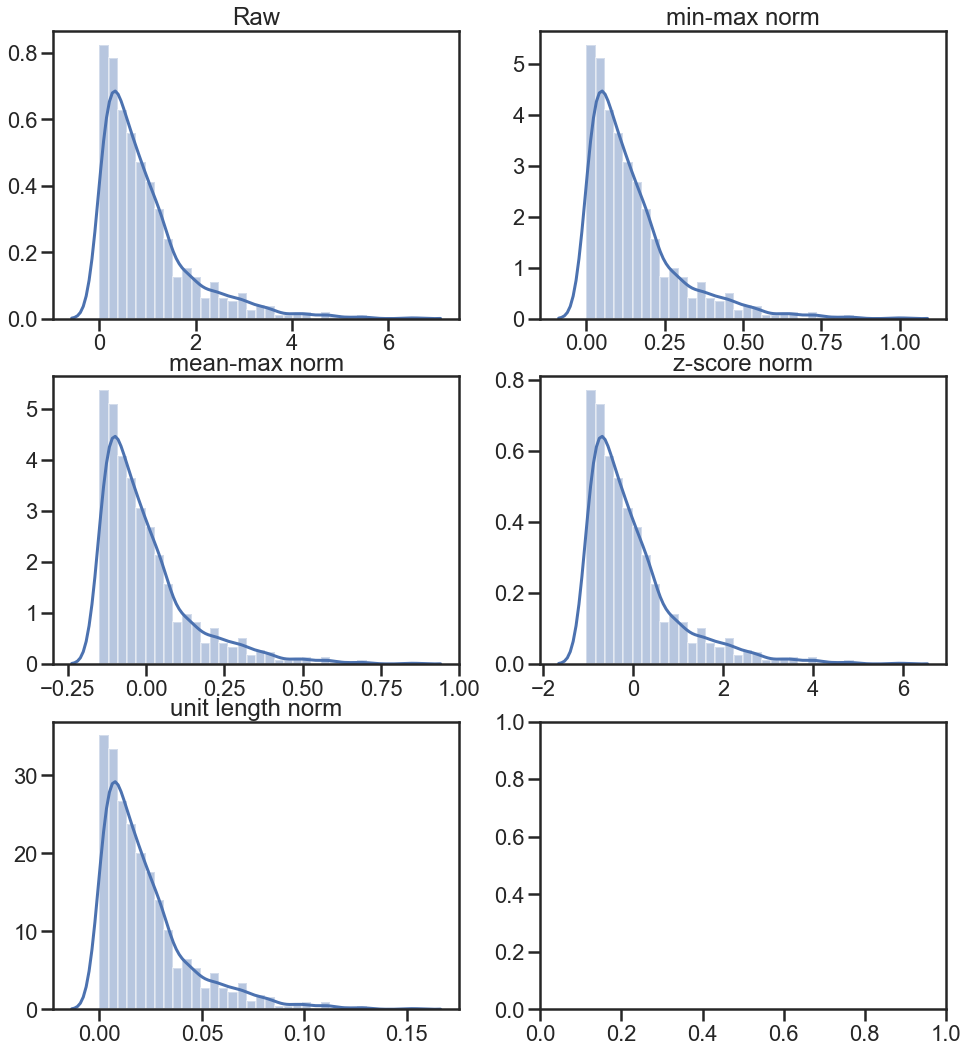 Raw
0.8
0.6
0.4
0.2
0.0
0 2 4 6
min-max norm
5
4
3
2
1
0
0.00 0.25 0.50 0.75 1.00
mean-max norm
5
4
3
2
1
0
−0.25 0.00 0.25 0.50 0.75 1.00
z-score norm
0.8
0.6
0.4
0.2
0.0
−2 0 2 4 6
unit length norm
30
20
10
0
0.00 0.05 0.10 0.15
1.0
0.8
0.6
0.4
0.2
0.0
0.0 0.2 0.4 0.6 0.8 1.0